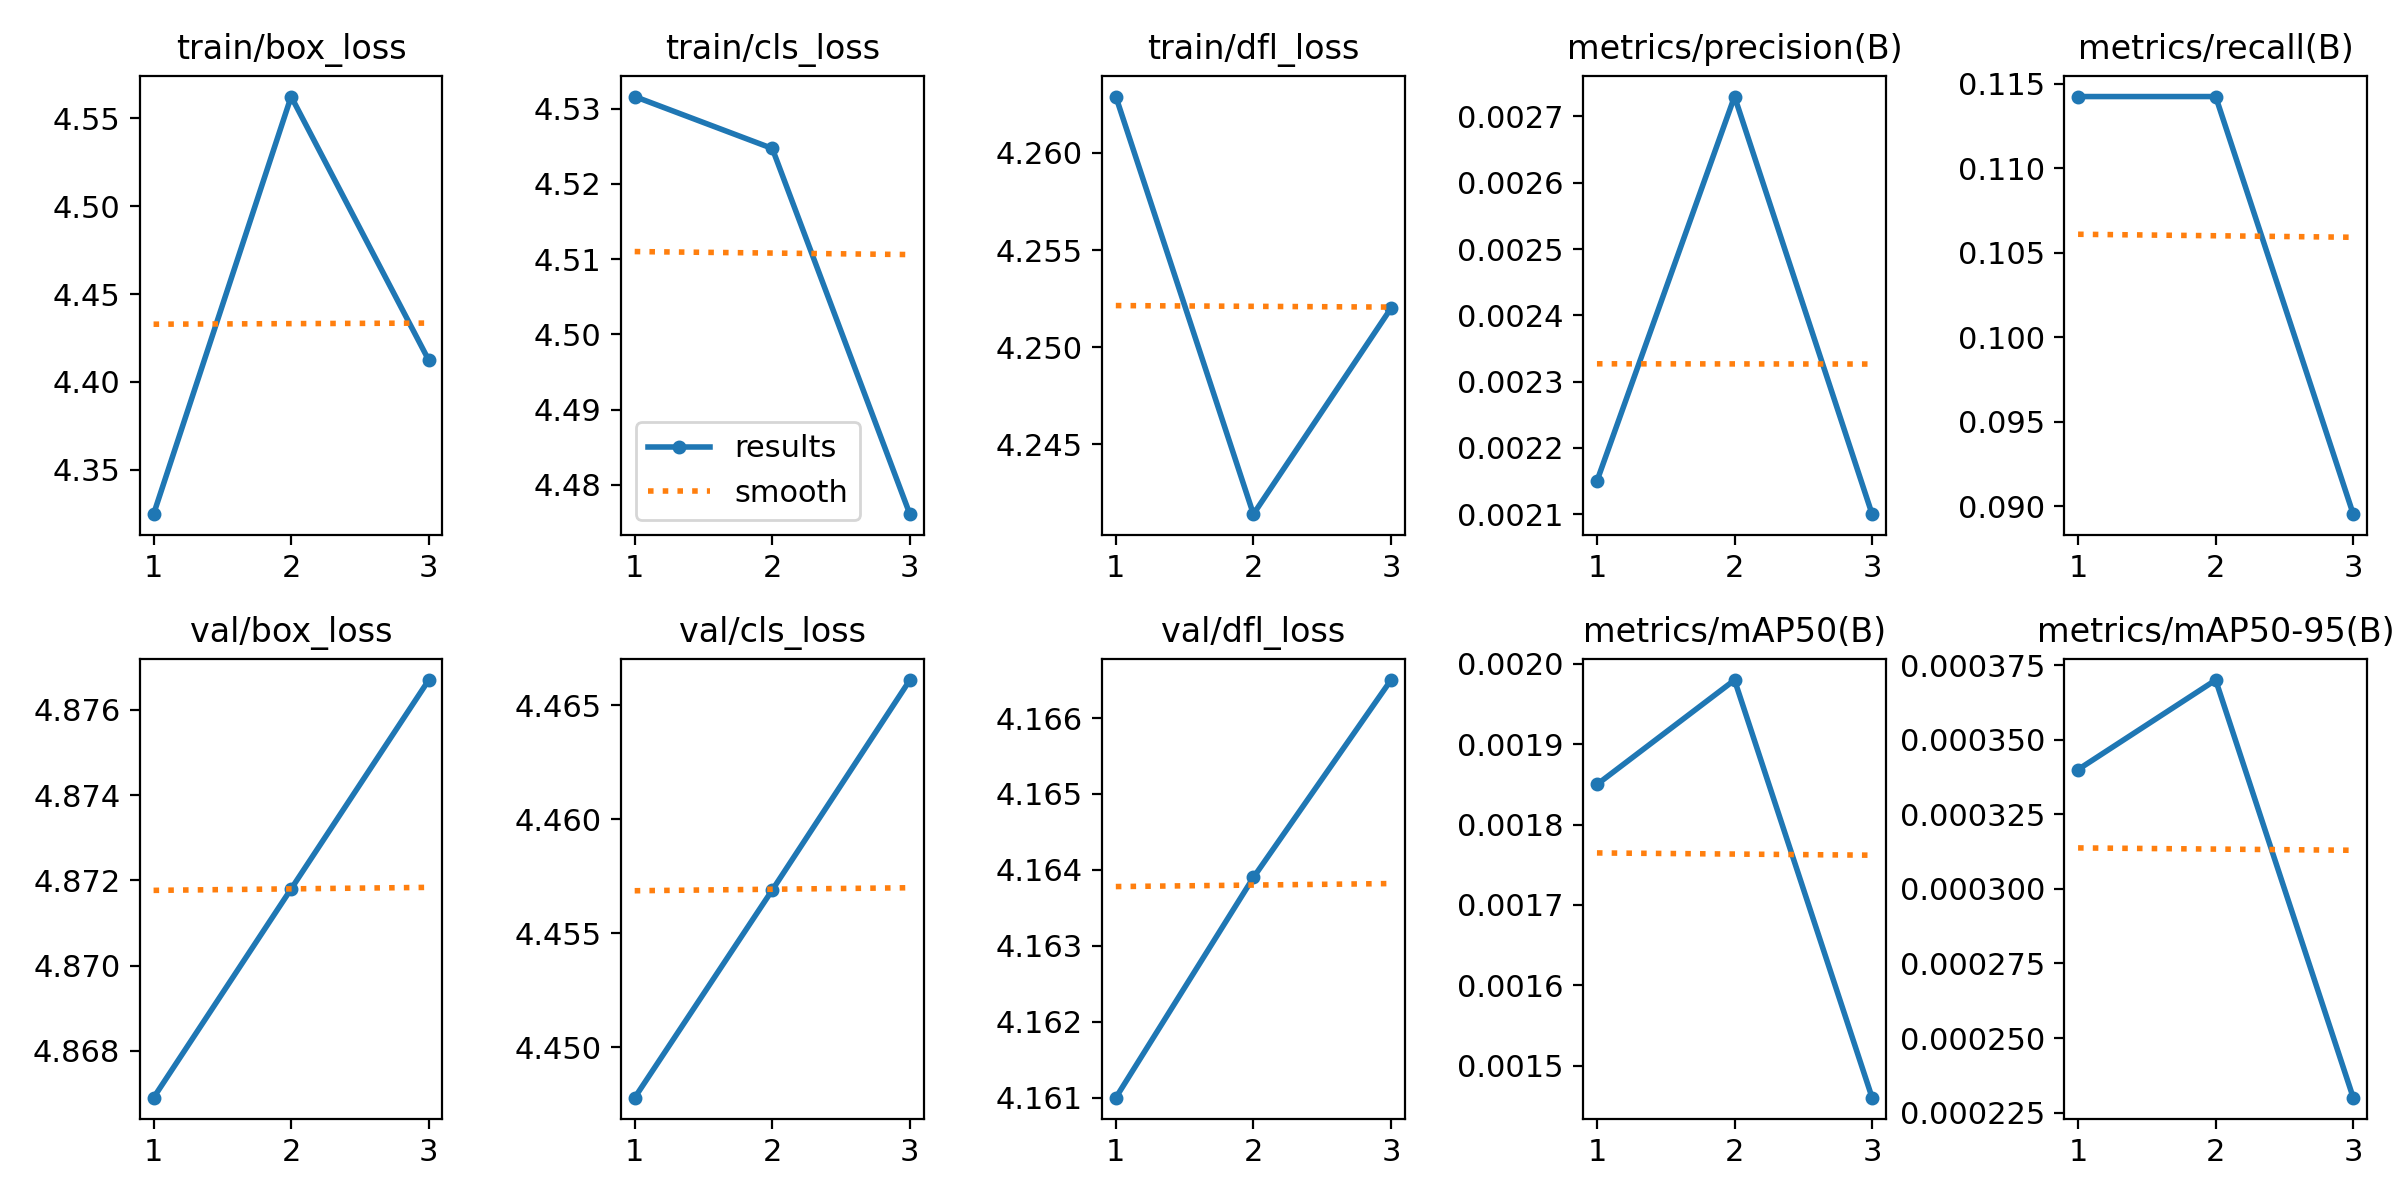 train/box_loss
4.55
4.50
4.45
4.40
4.35
1 2 3
train/cls_loss
4.53
4.52
4.51
4.50
4.49
4.48
results
smooth
1 2 3
train/dfl_loss
4.260
4.255
4.250
4.245
1 2 3
metrics/precision(B)
0.0027
0.0026
0.0025
0.0024
0.0023
0.0022
0.0021
1 2 3
metrics/recall(B)
0.115
0.110
0.105
0.100
0.095
0.090
1 2 3
val/box_loss
4.876
4.874
4.872
4.870
4.868
1 2 3
val/cls_loss
4.465
4.460
4.455
4.450
1 2 3
val/dfl_loss
4.166
4.165
4.164
4.163
4.162
4.161
1 2 3
metrics/mAP50(B)
0.0020
0.0019
0.0018
0.0017
0.0016
0.0015
1 2 3
metrics/mAP50-95(B)
0.000375
0.000350
0.000325
0.000300
0.000275
0.000250
0.000225
1 2 3